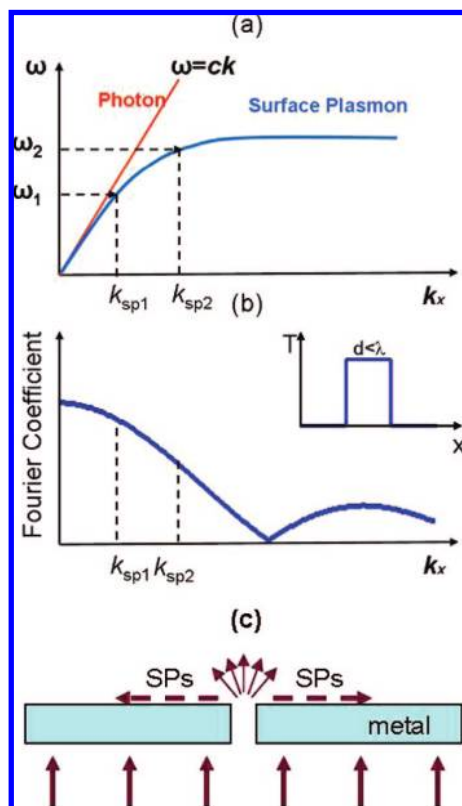 (a)
ω
ω=ck
Photon
Surface Plasmon
ω2
ω1
ksp1
ksp2
kx
(b)
Fourier Coefficient
T
d<λ
X
ksp1
ksp2
kx
(c)
SPs
SPs
metal